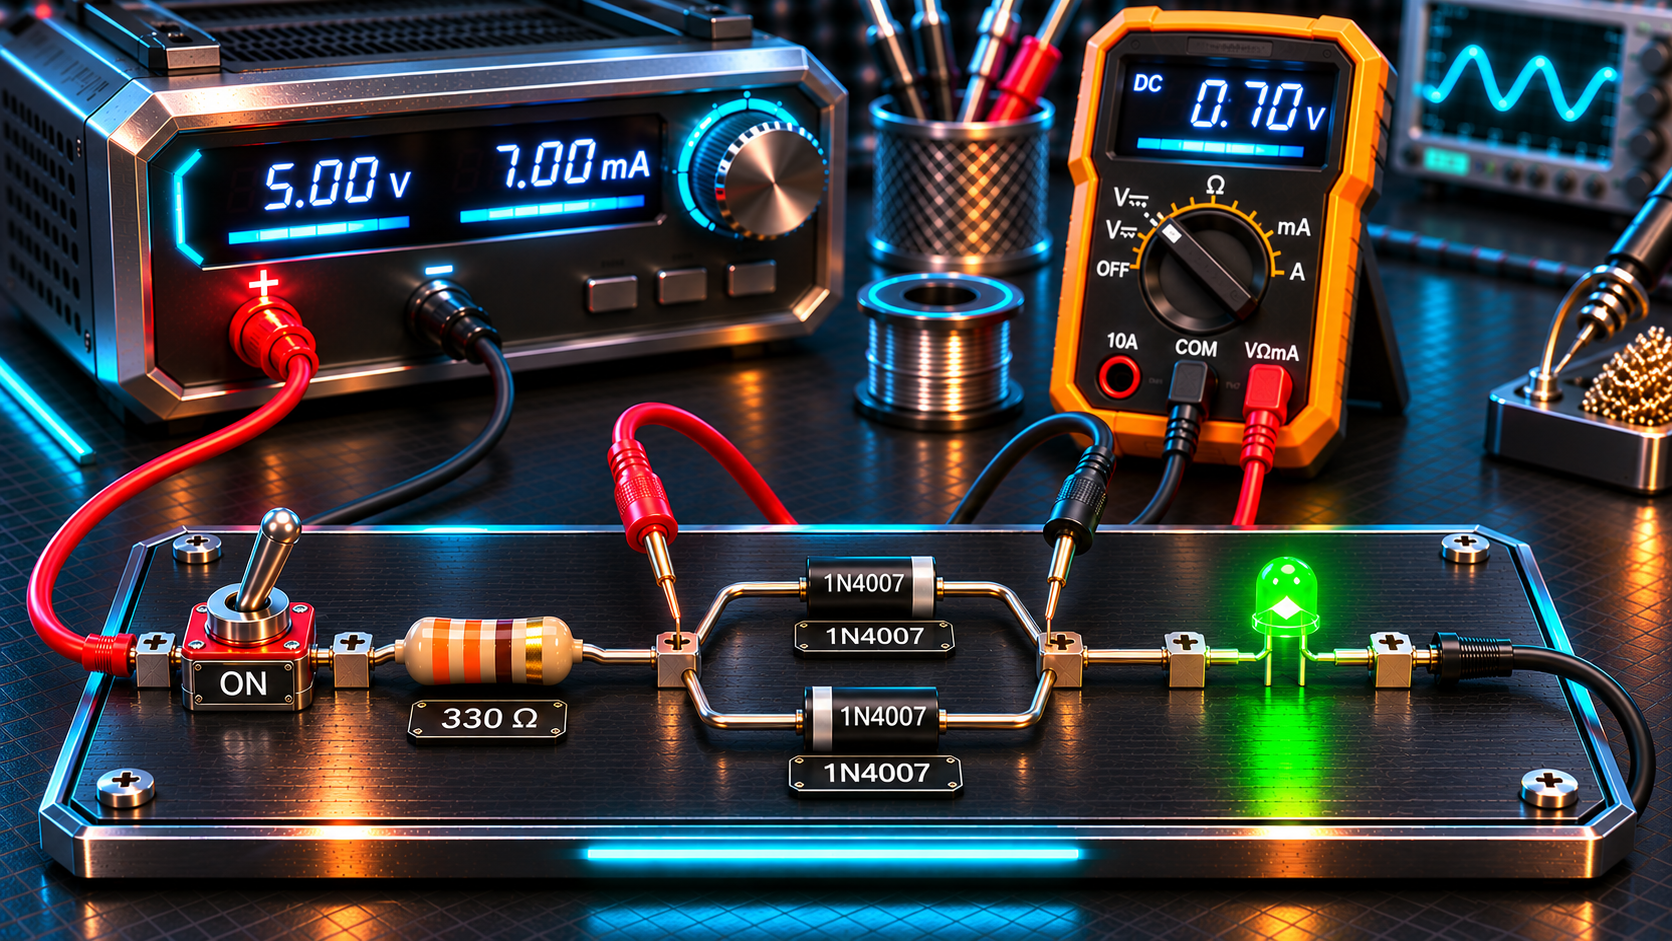 5.00 V
7.00 mA
+
−
DC 0.70 V
Ω
V
V
mA
OFF
A
10A
COM
VΩmA
1N4007
1N4007
ON
330 Ω
1N4007
1N4007